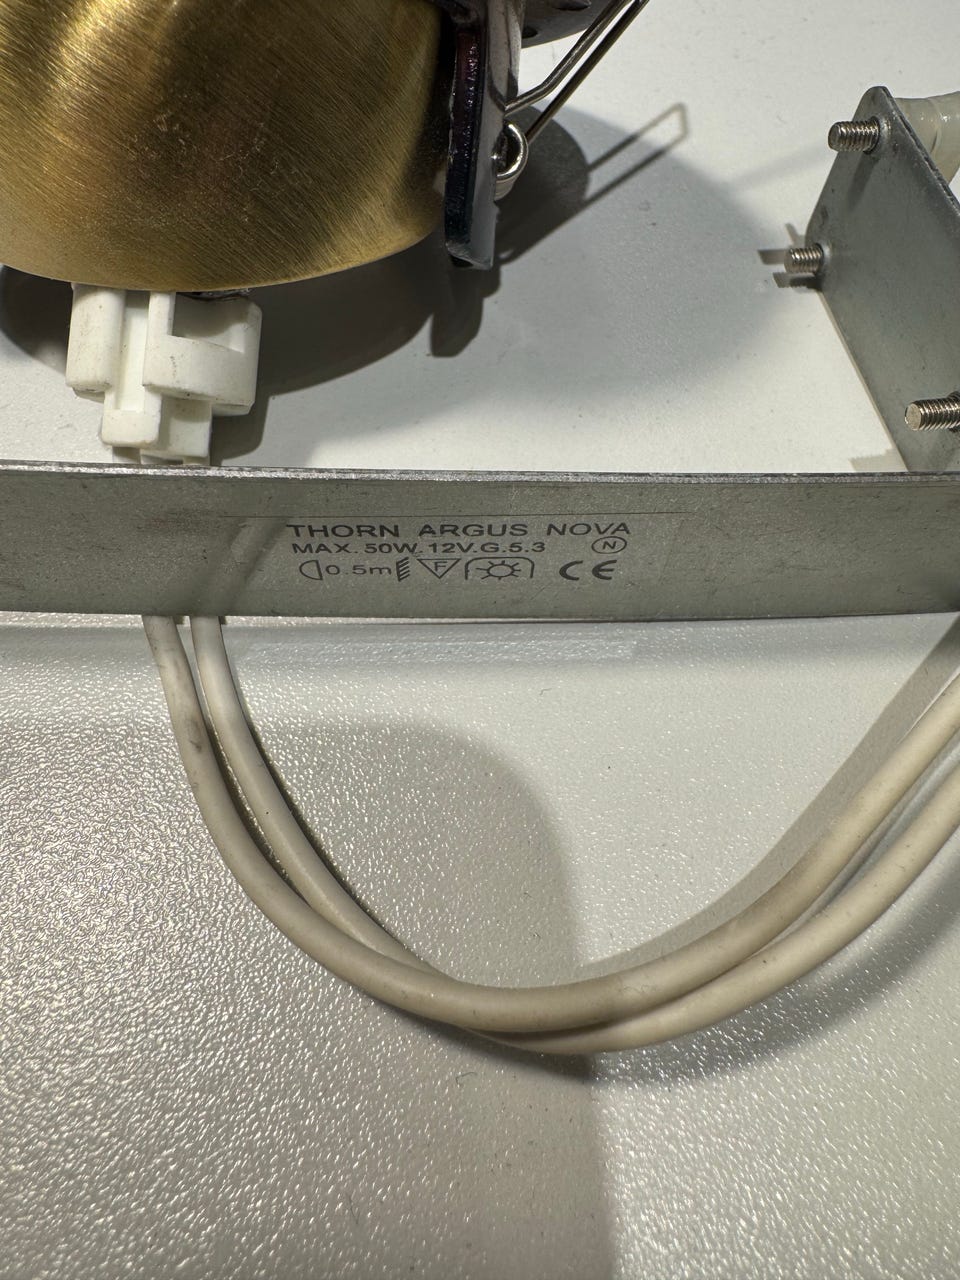 THORN ARGUS NOVA
MAX. 50W. 12V.G.5.3 N
0.5m F CE